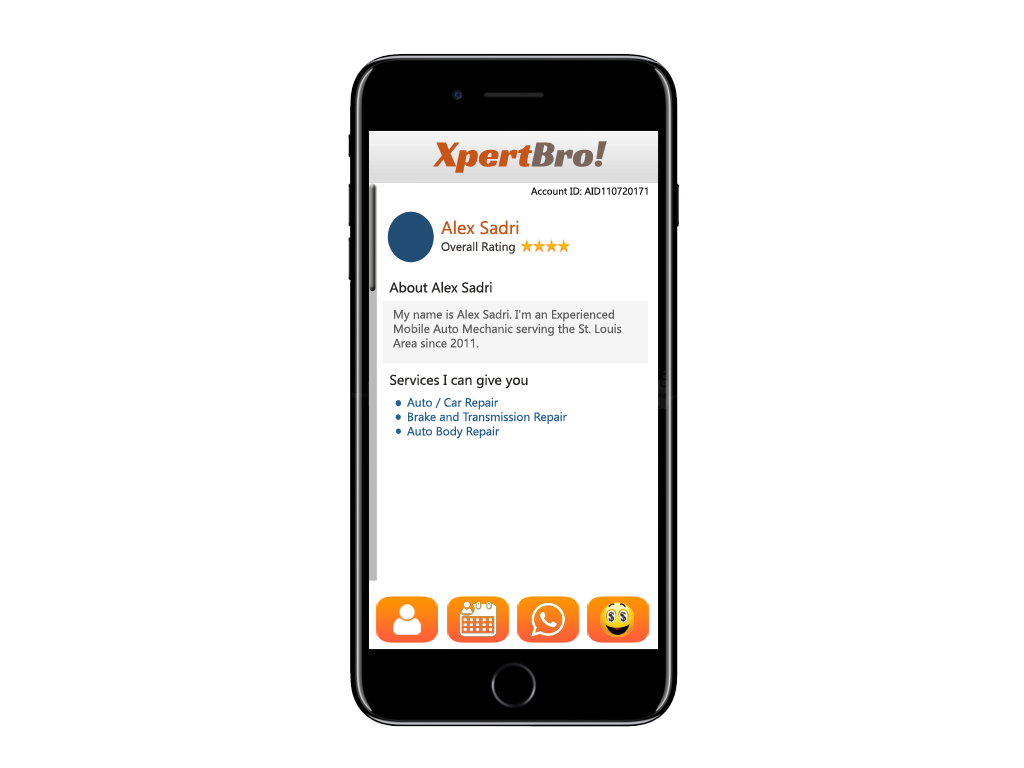 XpertBro!
Account ID: AID110720171
Alex Sadri
Overall Rating
About Alex Sadri
My name is Alex Sadri. I'm an Experienced
Mobile Auto Mechanic serving the St. Louis
Area since 2011.
Services I can give you
• Auto / Car Repair
• Brake and Transmission Repair
• Auto Body Repair
$ $